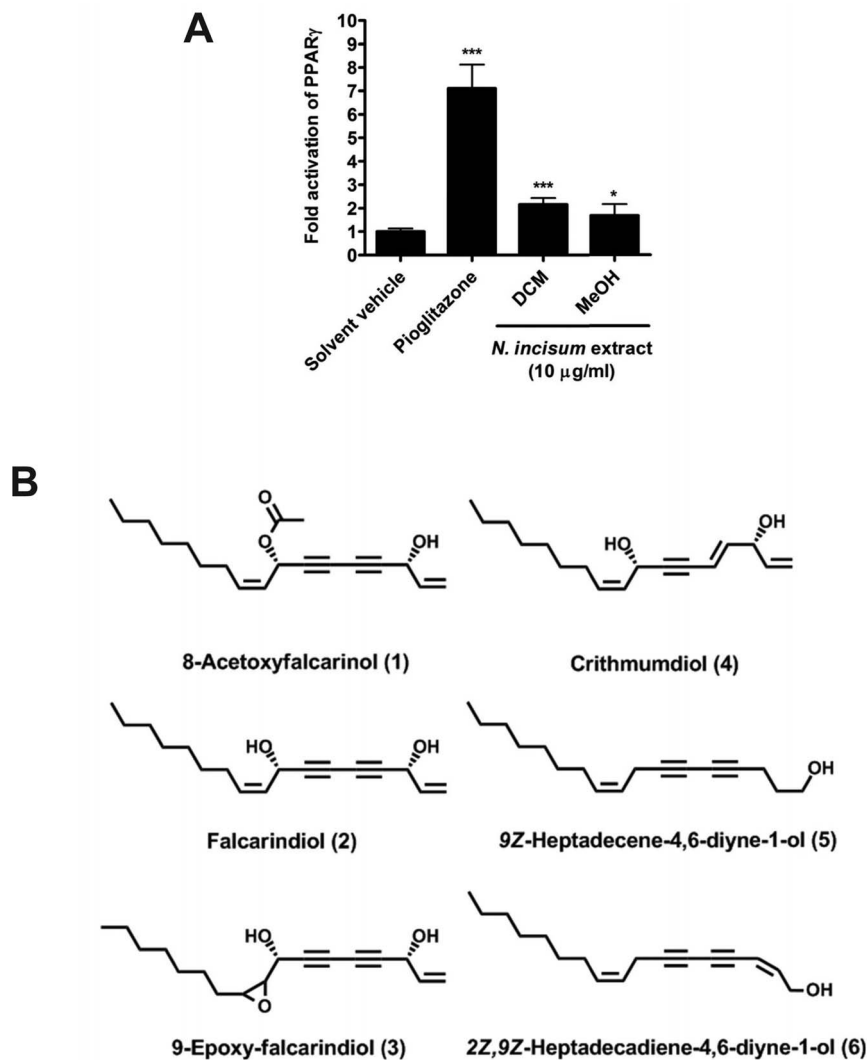 A
Fold activation of PPARγ
10
9
8
7
6
5
4
3
2
1
0
***
***
*
Solvent vehicle
Pioglitazone
DCM
MeOH
N. incisum extract
(10 μg/ml)
B
O
O
OH
8-Acetoxyfalcarinol (1)
HO
OH
Crithmumdiol (4)
HO
OH
Falcarindiol (2)
OH
9Z-Heptadecene-4,6-diyne-1-ol (5)
HO
OH
O
9-Epoxy-falcarindiol (3)
OH
2Z,9Z-Heptadecadiene-4,6-diyne-1-ol (6)